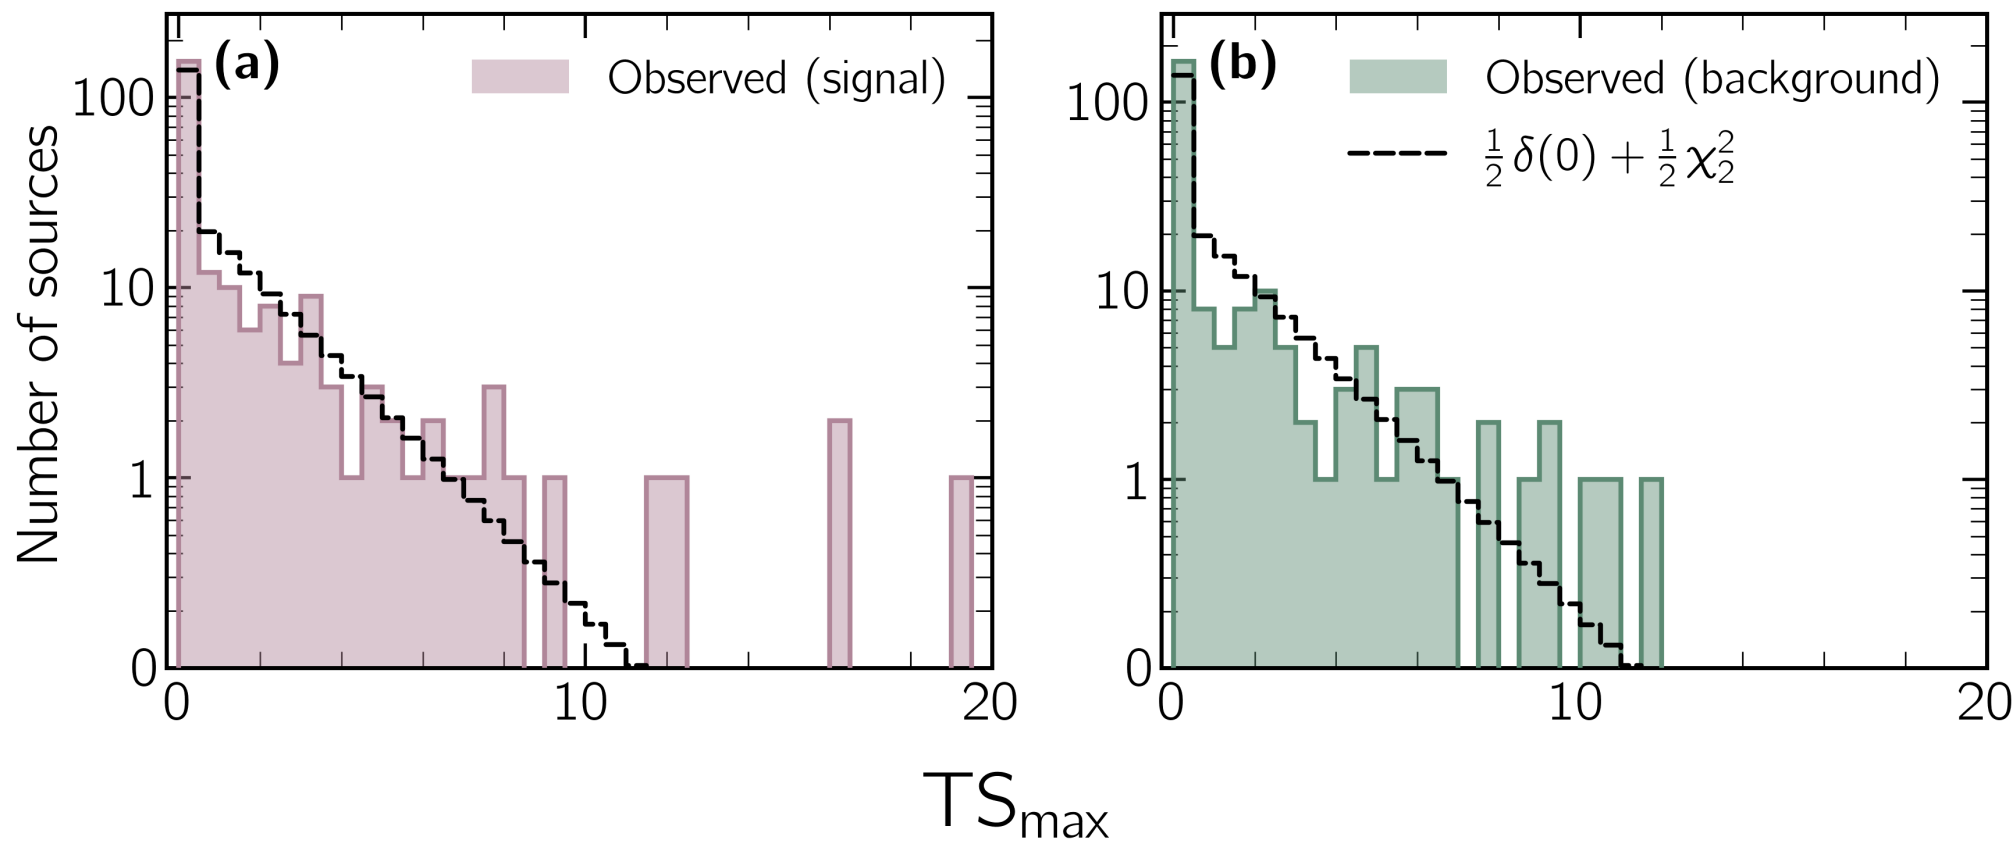 Number of sources
100
10
1
0
(a)
Observed (signal)
0
10
20
100
10
1
0
(b)
Observed (background)
½ δ(0) + ½ χ₂²
0
10
20
TSmax